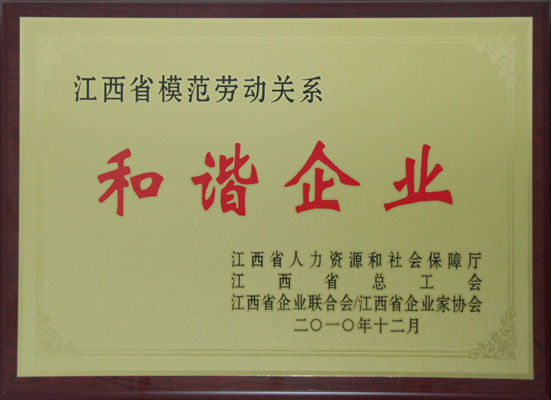 江西省模范劳动关系
和谐企业
江西省人力资源和社会保障厅
江西省总工会
江西省企业联合会/江西省企业家协会
二〇一〇年十二月